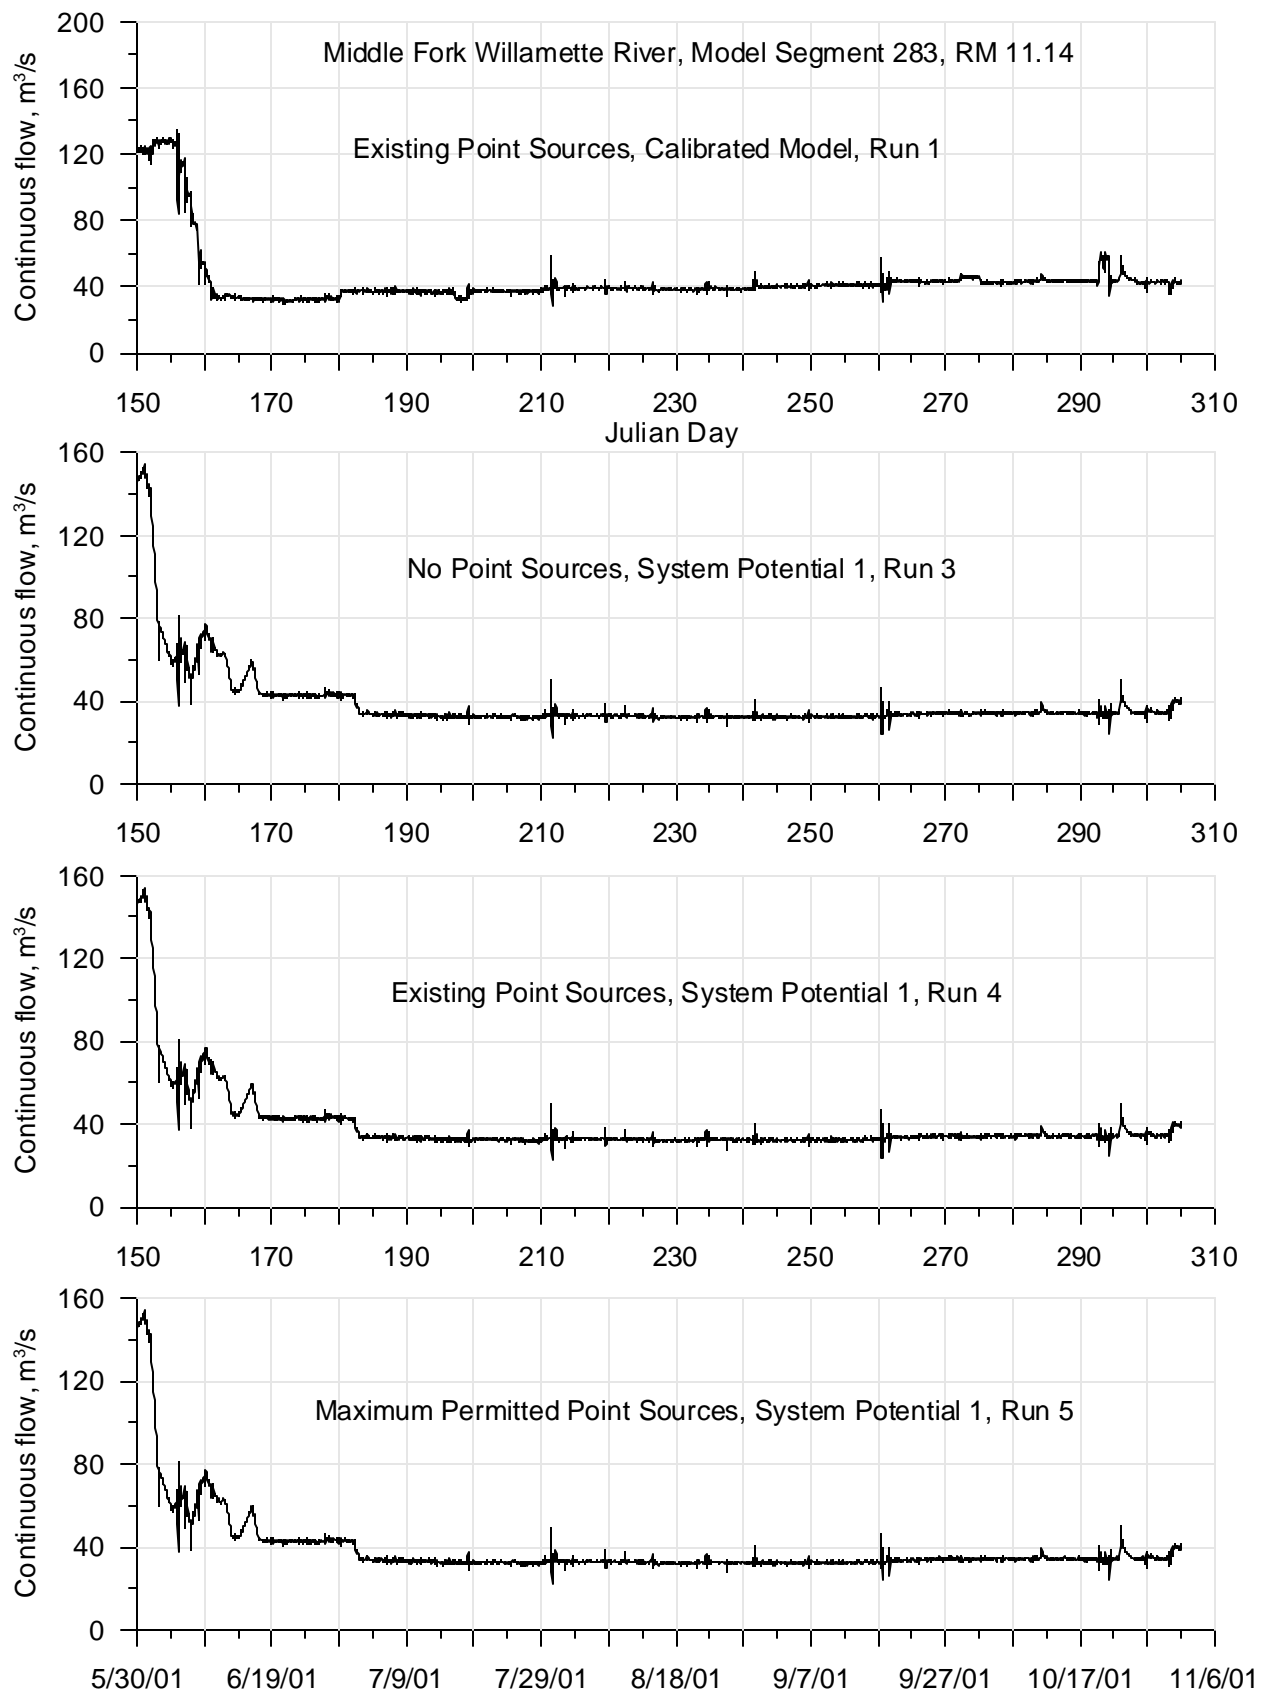 200
Middle Fork Willamette River, Model Segment 283, RM 11.14
160
Existing Point Sources, Calibrated Model, Run 1
120
80
40
0
Continuous flow, m³/s
150 170 190 210 230 250 270 290 310
Julian Day
160
120
No Point Sources, System Potential 1, Run 3
80
40
0
Continuous flow, m³/s
150 170 190 210 230 250 270 290 310
160
120
Existing Point Sources, System Potential 1, Run 4
80
40
0
Continuous flow, m³/s
150 170 190 210 230 250 270 290 310
160
120
Maximum Permitted Point Sources, System Potential 1, Run 5
80
40
0
Continuous flow, m³/s
5/30/01 6/19/01 7/9/01 7/29/01 8/18/01 9/7/01 9/27/01 10/17/01 11/6/01